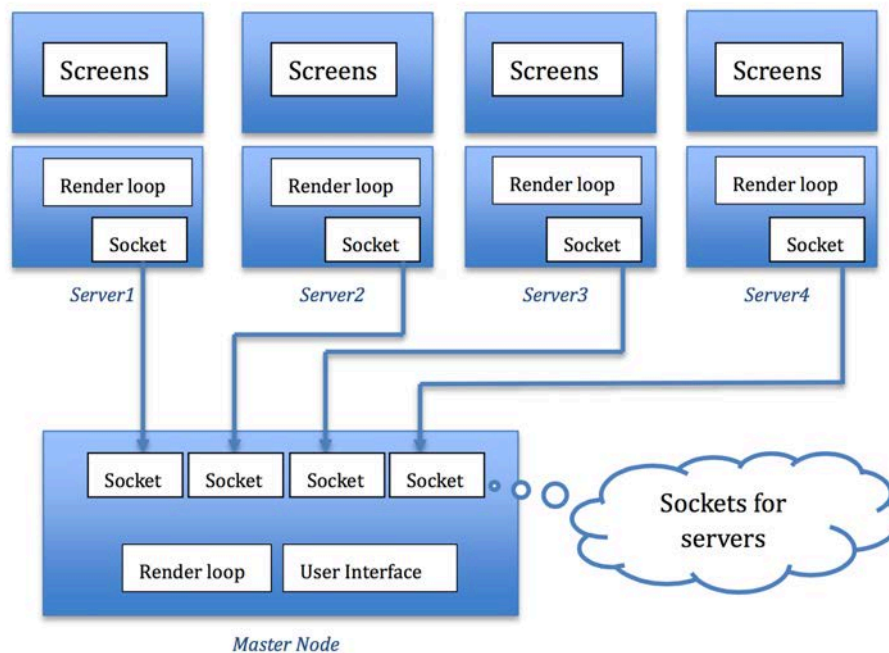 Screens
Screens
Screens
Screens
Render loop
Render loop
Render loop
Render loop
Socket
Socket
Socket
Socket
Server1
Server2
Server3
Server4
Socket
Socket
Socket
Socket
Sockets for
servers
Render loop
User Interface
Master Node